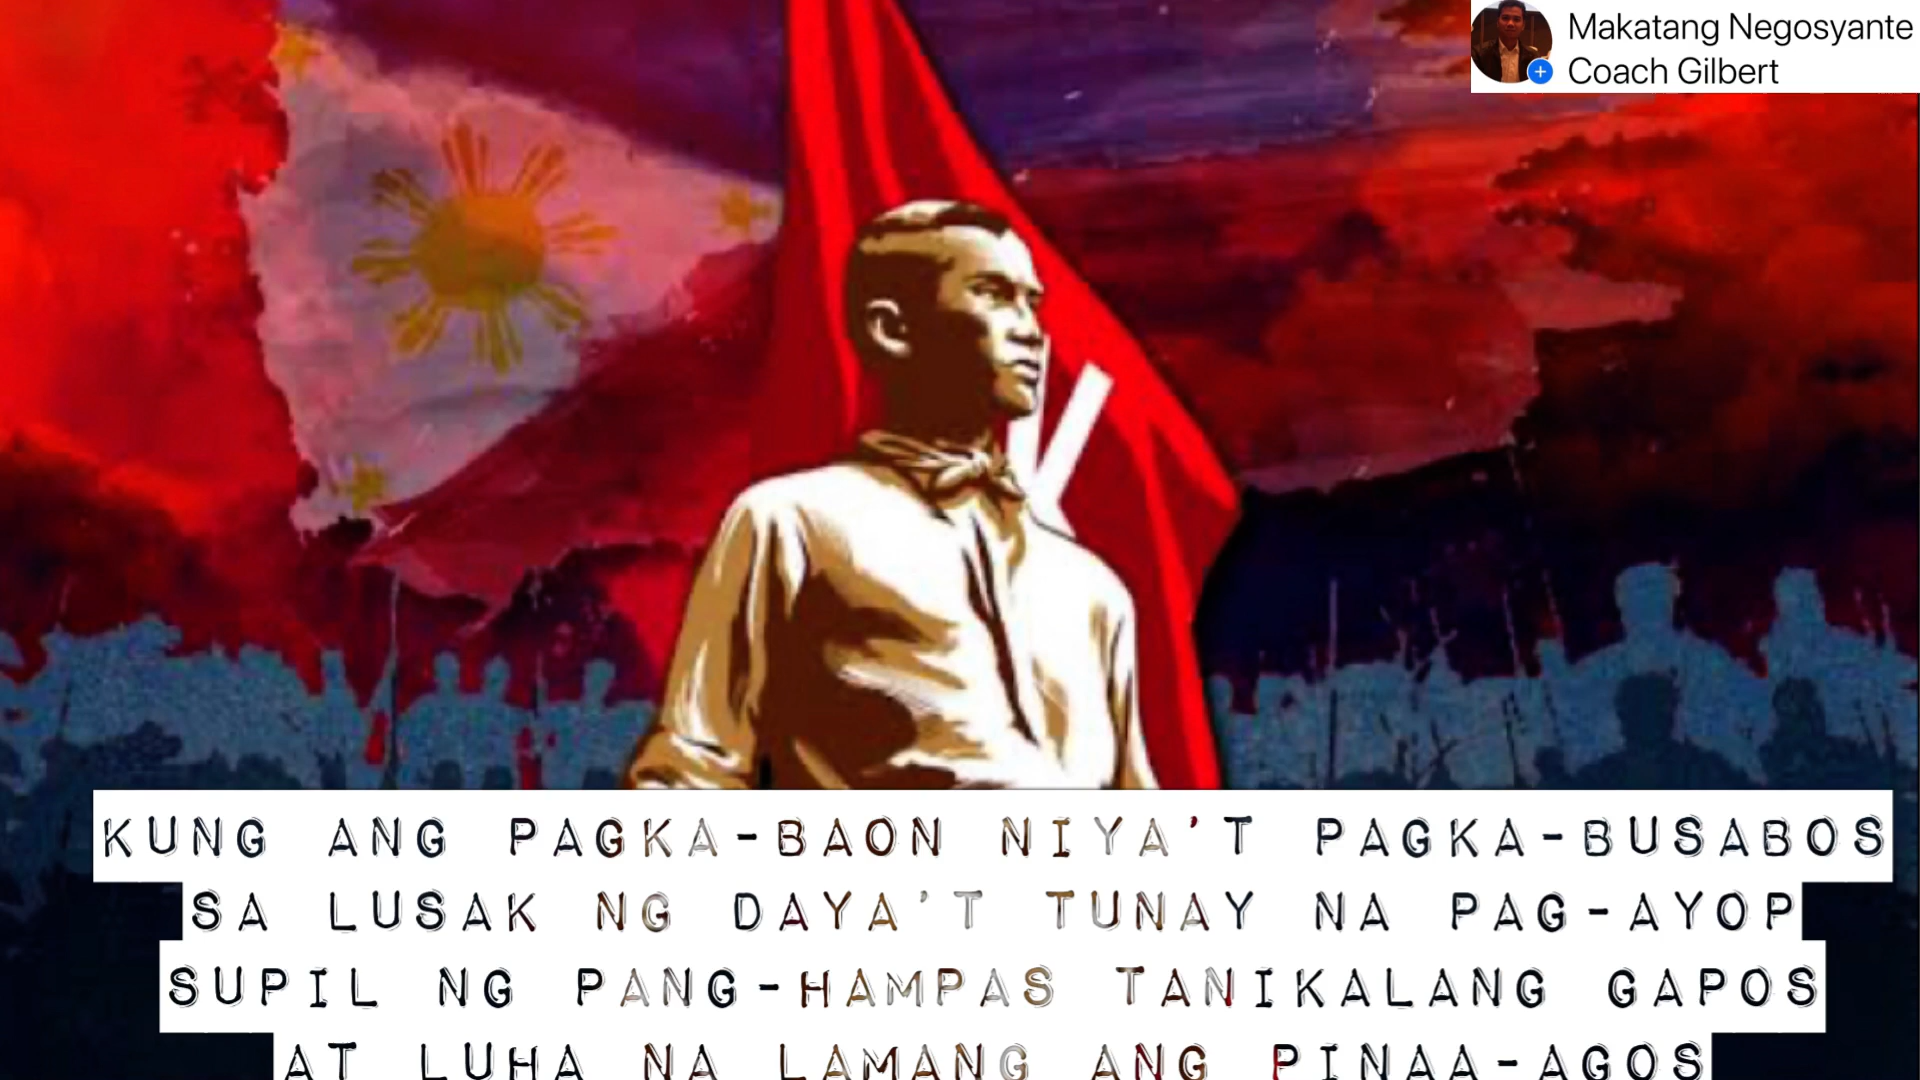 Makatang Negosyante
Coach Gilbert
KUNG ANG PAGKA-BAON NIYA'T PAGKA-BUSABOS
SA LUSAK NG DAYA'T TUNAY NA PAG-AYOP
SUPIL NG PANG-HAMPAS TANIKALANG GAPOS
AT LUHA NA LAMANG ANG PINAA-AGOS